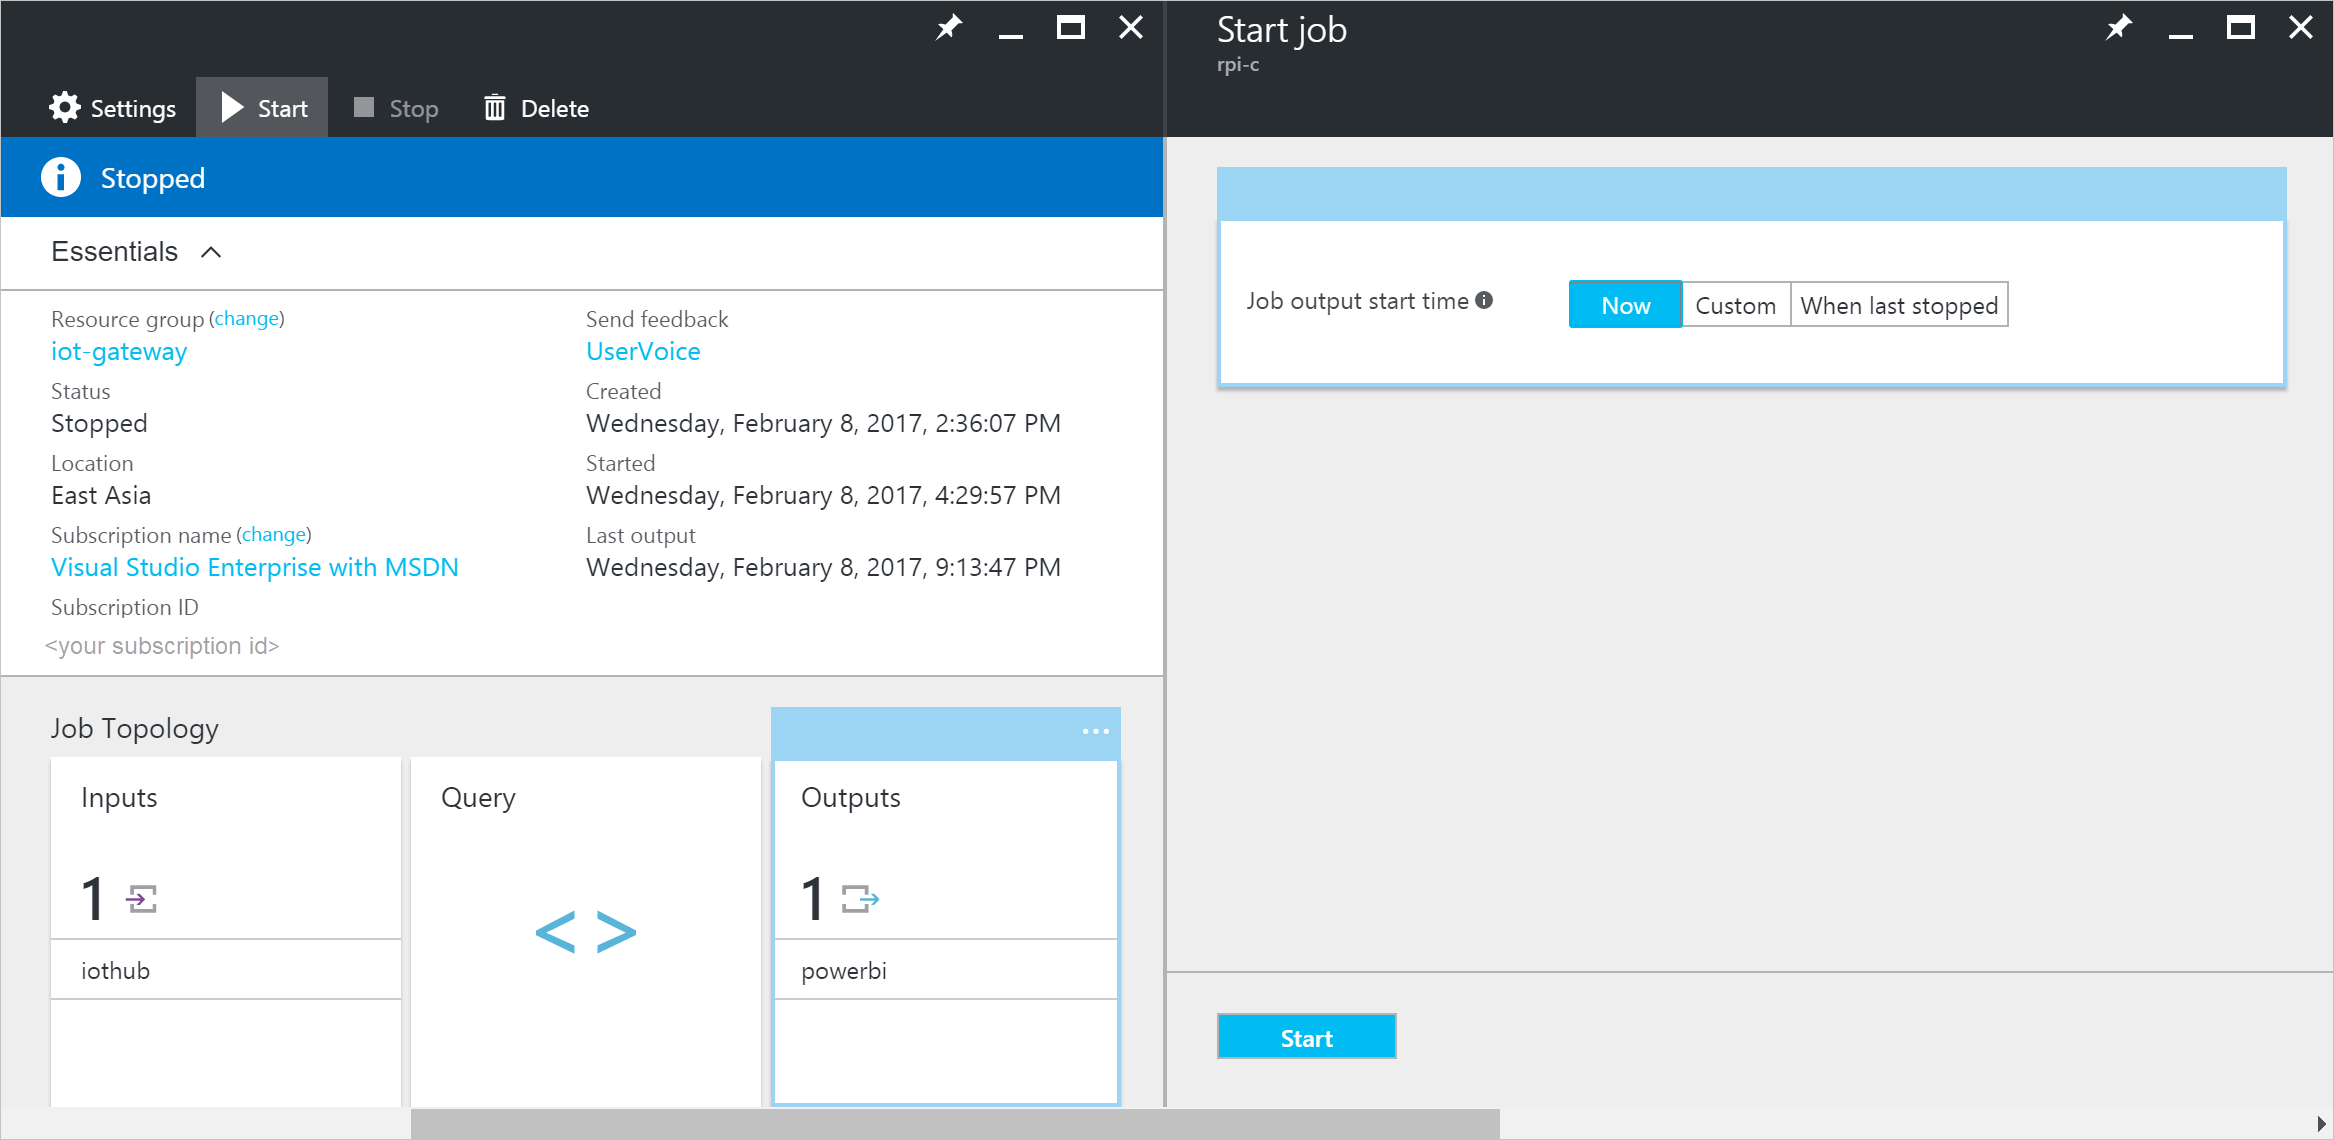 Settings
Start
Stop
Delete
Stopped
Essentials
Resource group (change)
iot-gateway
Status
Stopped
Location
East Asia
Subscription name (change)
Visual Studio Enterprise with MSDN
Subscription ID
<your subscription id>
Send feedback
UserVoice
Created
Wednesday, February 8, 2017, 2:36:07 PM
Started
Wednesday, February 8, 2017, 4:29:57 PM
Last output
Wednesday, February 8, 2017, 9:13:47 PM
Job Topology
Inputs
1
iothub
Query
< >
Outputs
1
powerbi
Start job
rpi-c
Job output start time
Now
Custom
When last stopped
Start